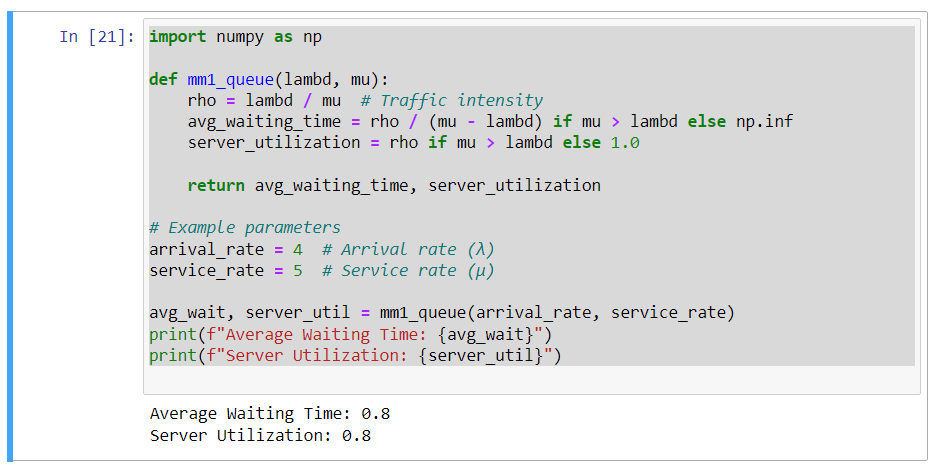 In [21]: import numpy as np

def mm1_queue(lambd, mu):
    rho = lambd / mu  # Traffic intensity
    avg_waiting_time = rho / (mu - lambd) if mu > lambd else np.inf
    server_utilization = rho if mu > lambd else 1.0

    return avg_waiting_time, server_utilization

# Example parameters
arrival_rate = 4  # Arrival rate (λ)
service_rate = 5  # Service rate (μ)

avg_wait, server_util = mm1_queue(arrival_rate, service_rate)
print(f"Average Waiting Time: {avg_wait}")
print(f"Server Utilization: {server_util}")

Average Waiting Time: 0.8
Server Utilization: 0.8